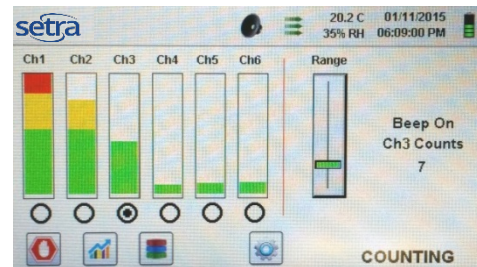 setra
20.2 C 01/11/2015
35% RH 06:09:00 PM
Ch1 Ch2 Ch3 Ch4 Ch5 Ch6 Range
Beep On
Ch3 Counts
7
COUNTING